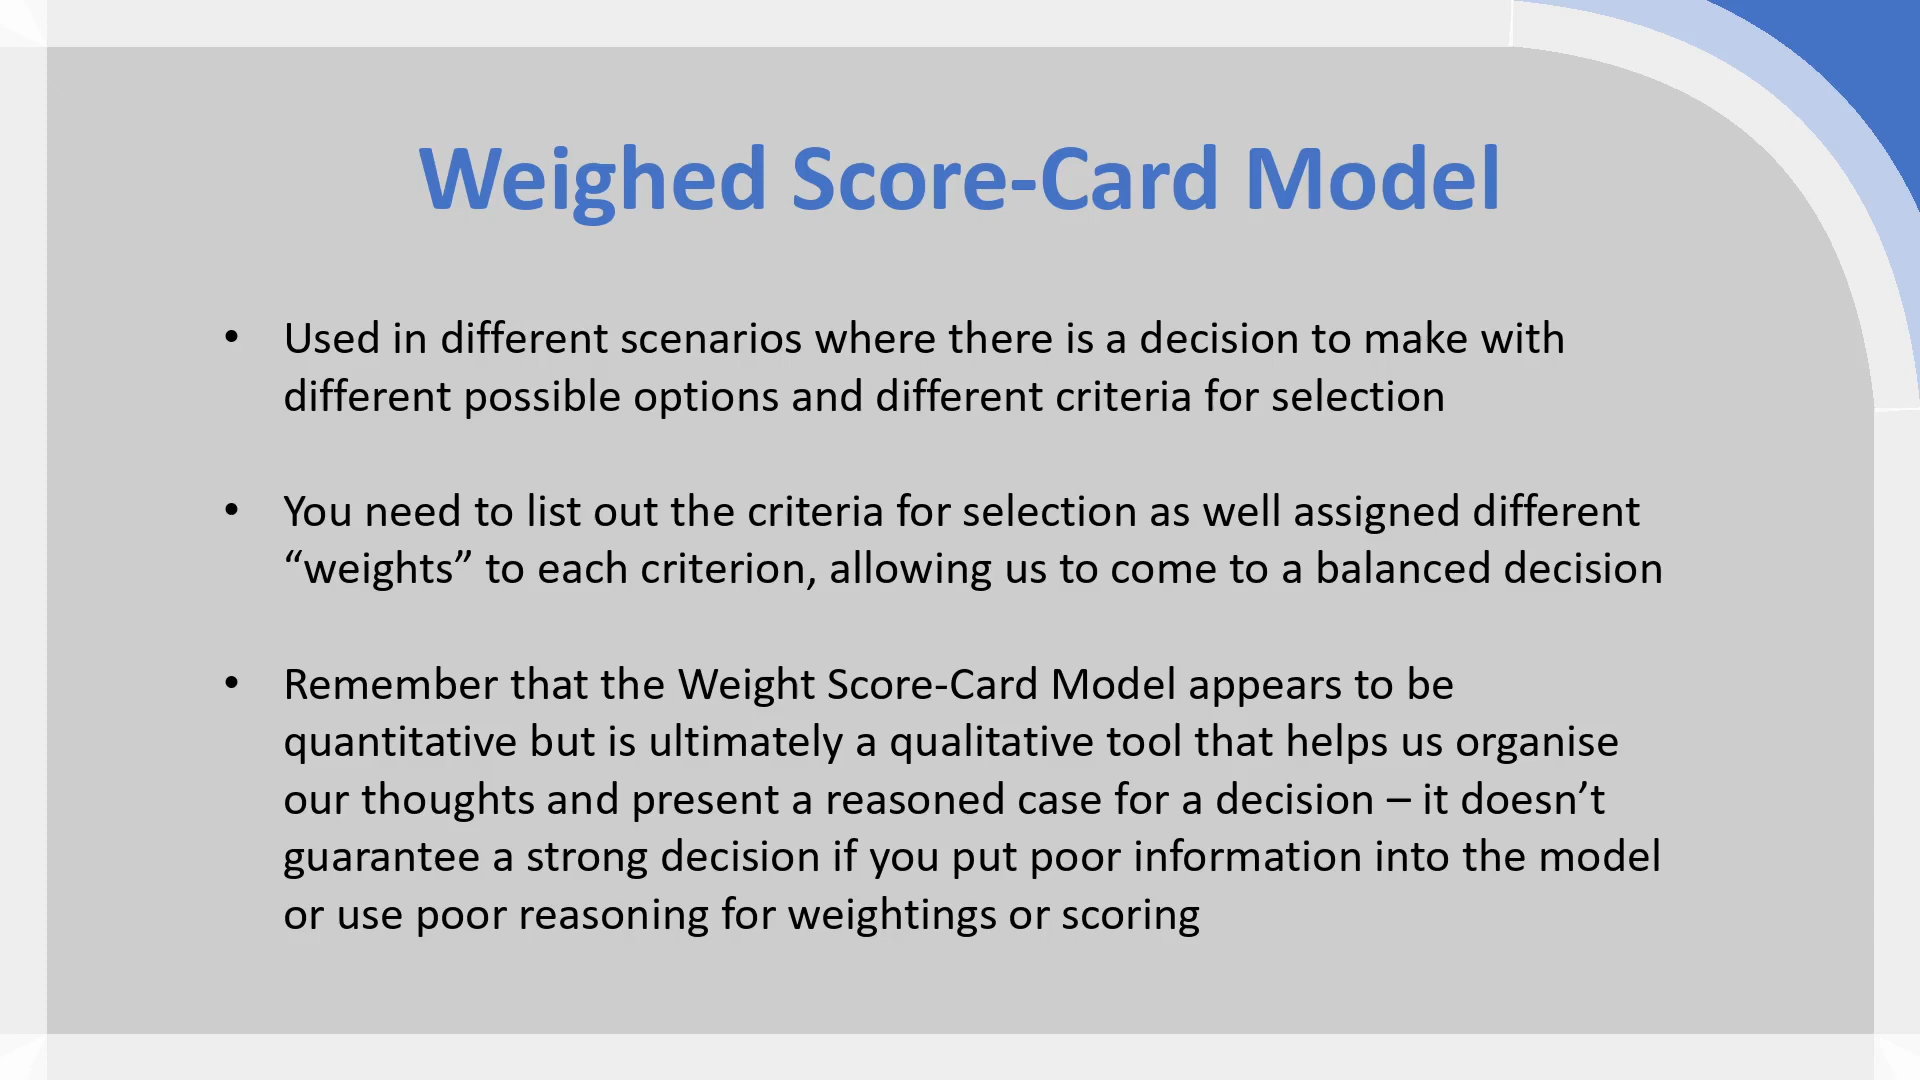 Weighed Score-Card Model
• Used in different scenarios where there is a decision to make with
different possible options and different criteria for selection
• You need to list out the criteria for selection as well assigned different
“weights” to each criterion, allowing us to come to a balanced decision
• Remember that the Weight Score-Card Model appears to be
quantitative but is ultimately a qualitative tool that helps us organise
our thoughts and present a reasoned case for a decision – it doesn’t
guarantee a strong decision if you put poor information into the model
or use poor reasoning for weightings or scoring